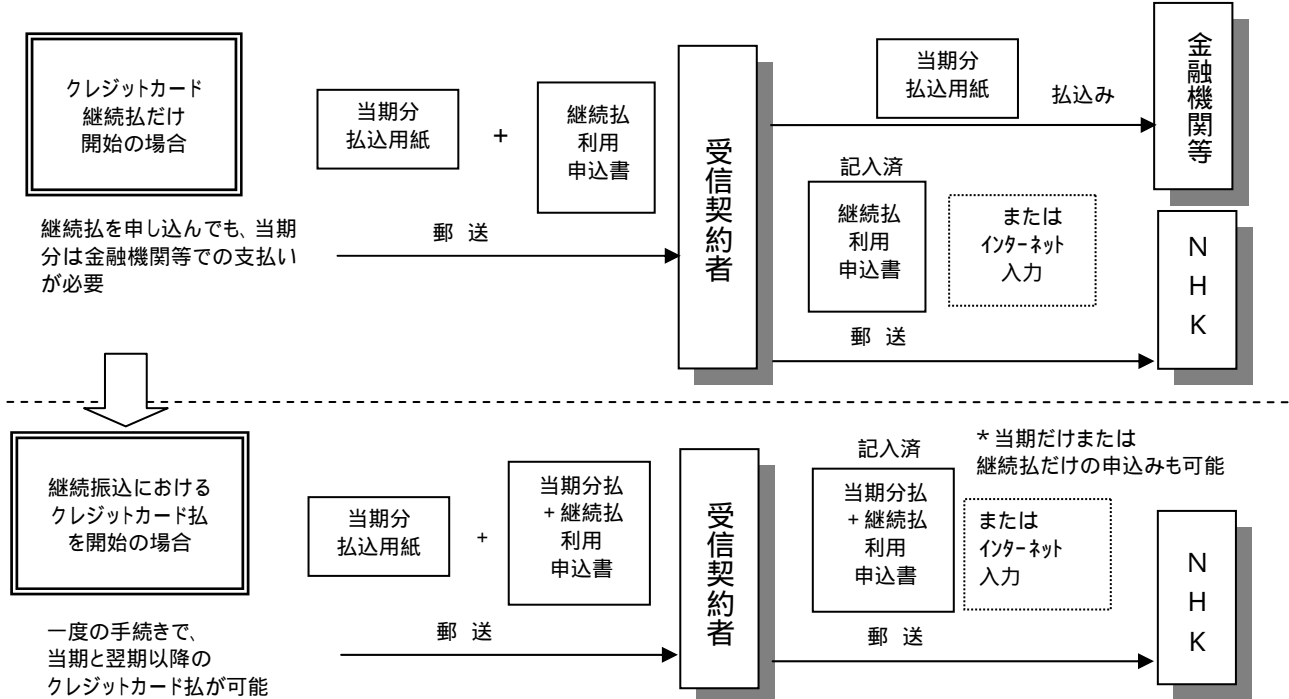 クレジットカード
継続払だけ
開始の場合
継続払を申し込んでも、当期
分は金融機関等での支払い
が必要
当期分
払込用紙
+
継続払
利用
申込書
郵 送
受信契約者
当期分
払込用紙
払込み
金融機関等
記入済
継続払
利用
申込書
または
インターネット
入力
郵 送
NHK
継続振込における
クレジットカード払
を開始の場合
一度の手続きで、
当期と翌期以降の
クレジットカード払が可能
当期分
払込用紙
+
当期分払
+継続払
利用
申込書
郵 送
受信契約者
記入済
当期分払
+継続払
利用
申込書
*当期だけまたは
継続払だけの申込みも可能
または
インターネット
入力
郵 送
NHK